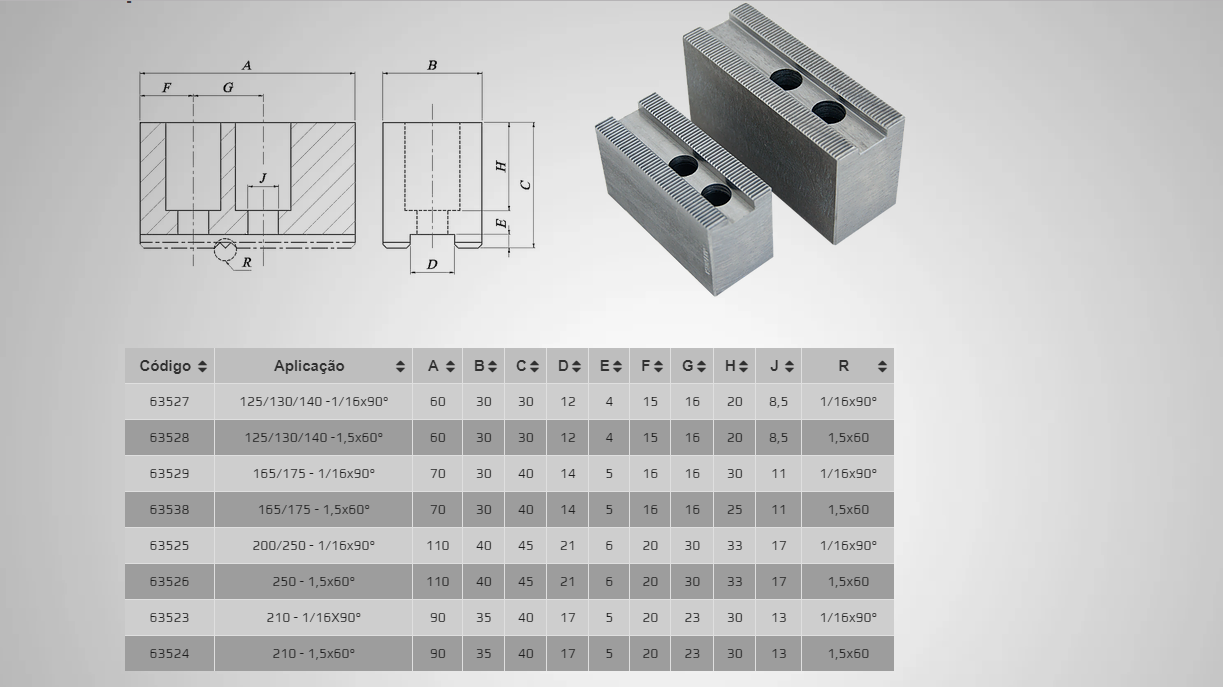 A
B
F
G
H
J
C
E
R
D
Código Aplicação A B C D E F G H J R
63527 125/130/140 -1/16x90° 60 30 30 12 4 15 16 20 8,5 1/16x90°
63528 125/130/140 -1,5x60° 60 30 30 12 4 15 16 20 8,5 1,5x60
63529 165/175 - 1/16x90° 70 30 40 14 5 16 16 30 11 1/16x90°
63538 165/175 - 1,5x60° 70 30 40 14 5 16 16 25 11 1,5x60
63525 200/250 - 1/16x90° 110 40 45 21 6 20 30 33 17 1/16x90°
63526 250 - 1,5x60° 110 40 45 21 6 20 30 33 17 1,5x60
63523 210 - 1/16X90° 90 35 40 17 5 20 23 30 13 1/16x90°
63524 210 - 1,5x60° 90 35 40 17 5 20 23 30 13 1,5x60